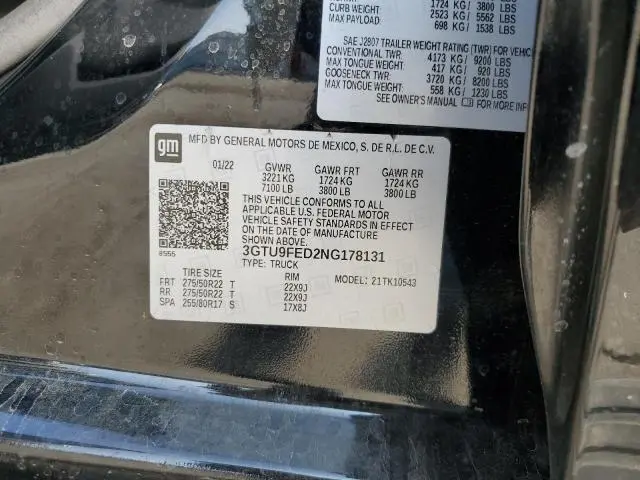 CURB WEIGHT: 1724 KG / 3800 LBS
2523 KG / 5562 LBS
MAX PAYLOAD: 698 KG / 1538 LBS
SAE J2807 TRAILER WEIGHT RATING (TWR) FOR VEHIC
CONVENTIONAL TWR: 4173 KG / 9200 LBS
MAX TONGUE WEIGHT: 417 KG / 920 LBS
GOOSENECK TWR: 3720 KG / 8200 LBS
MAX TONGUE WEIGHT: 558 KG / 1230 LBS
SEE OWNER'S MANUAL FOR MORE INF
gm
MFD BY GENERAL MOTORS DE MEXICO, S. DE R.L. DE C.V.
01/22 GVWR GAWR FRT GAWR RR
3221 KG 1724 KG 1724 KG
7100 LB 3800 LB 3800 LB
THIS VEHICLE CONFORMS TO ALL
APPLICABLE U.S. FEDERAL MOTOR
VEHICLE SAFETY STANDARDS IN EFFECT
ON THE DATE OF MANUFACTURE
SHOWN ABOVE.
8555 3GTU9FED2NG178131
TYPE: TRUCK
TIRE SIZE RIM MODEL: 21TK10543
FRT 275/50R22 T 22X9J
RR 275/50R22 T 22X9J
SPA 255/80R17 S 17X8J